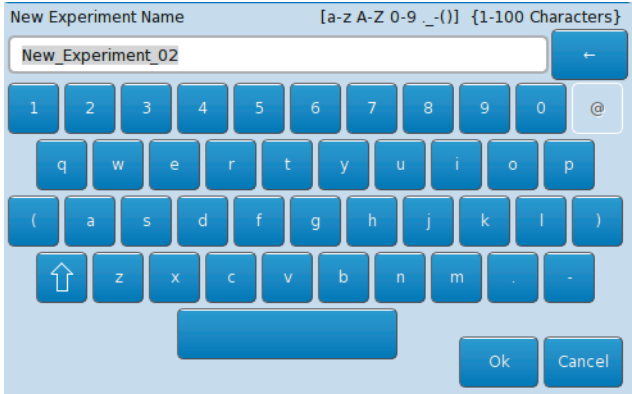 New Experiment Name [a-z A-Z 0-9 ._-()] {1-100 Characters}
New_Experiment_02 ←
1 2 3 4 5 6 7 8 9 0 @
q w e r t y u i o p
( a s d f g h j k l )
z x c v b n m . -
Ok Cancel